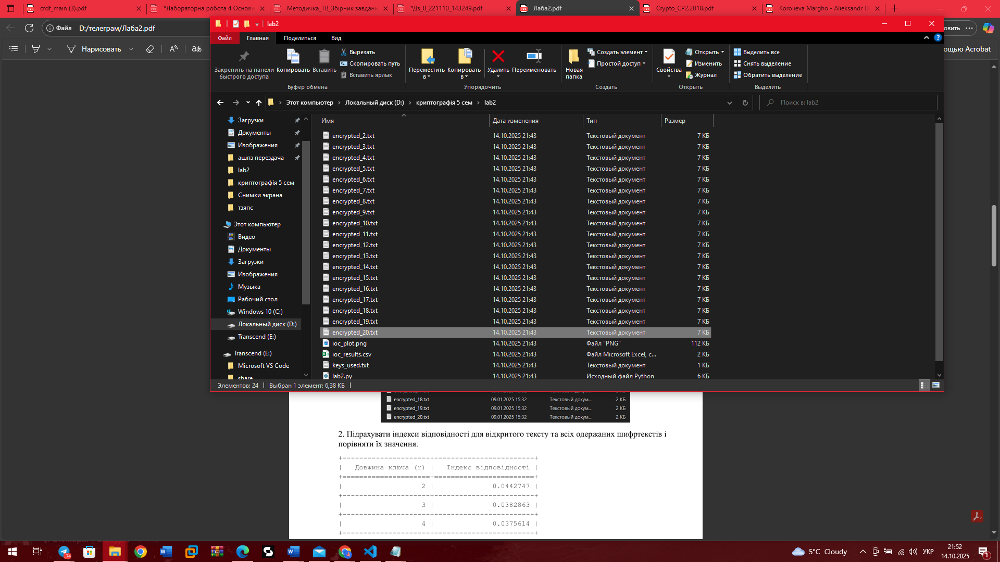 crdf_main (3).pdf
*Лабораторна робота 4 Основи
Методичка_ТВ_Збірник завдань
*Дз_8_221110_143249.pdf
Лаба2.pdf
Crypto_CP2.2018.pdf
Korolieva Margho - Alieksandr D
Файл
D:/телеграм/Лаба2.pdf
овить
Нарисовать
ощью Acrobat
lab2
Файл
Главная
Поделиться
Вид
Закрепить на панели быстрого доступа
Копировать
Вставить
Вырезать
Скопировать путь
Вставить ярлык
Буфер обмена
Переместить в
Копировать в
Удалить
Переименовать
Упорядочить
Новая папка
Создать элемент
Простой доступ
Создать
Свойства
Открыть
Изменить
Журнал
Открыть
Выделить все
Снять выделение
Обратить выделение
Выделить
Этот компьютер > Локальный диск (D:) > криптографія 5 сем > lab2
Поиск в: lab2
Загрузки
Документы
Изображения
ашпз перездача
lab2
криптографія 5 сем
Снимки экрана
тзяпс
Этот компьютер
Видео
Документы
Загрузки
Изображения
Музыка
Рабочий стол
Windows 10 (C:)
Локальный диск (D:)
Transcend (E:)
Transcend (E:)
Microsoft VS Code
share
Имя Дата изменения Тип Размер
encrypted_2.txt 14.10.2025 21:43 Текстовый документ 7 КБ
encrypted_3.txt 14.10.2025 21:43 Текстовый документ 7 КБ
encrypted_4.txt 14.10.2025 21:43 Текстовый документ 7 КБ
encrypted_5.txt 14.10.2025 21:43 Текстовый документ 7 КБ
encrypted_6.txt 14.10.2025 21:43 Текстовый документ 7 КБ
encrypted_7.txt 14.10.2025 21:43 Текстовый документ 7 КБ
encrypted_8.txt 14.10.2025 21:43 Текстовый документ 7 КБ
encrypted_9.txt 14.10.2025 21:43 Текстовый документ 7 КБ
encrypted_10.txt 14.10.2025 21:43 Текстовый документ 7 КБ
encrypted_11.txt 14.10.2025 21:43 Текстовый документ 7 КБ
encrypted_12.txt 14.10.2025 21:43 Текстовый документ 7 КБ
encrypted_13.txt 14.10.2025 21:43 Текстовый документ 7 КБ
encrypted_14.txt 14.10.2025 21:43 Текстовый документ 7 КБ
encrypted_15.txt 14.10.2025 21:43 Текстовый документ 7 КБ
encrypted_16.txt 14.10.2025 21:43 Текстовый документ 7 КБ
encrypted_17.txt 14.10.2025 21:43 Текстовый документ 7 КБ
encrypted_18.txt 14.10.2025 21:43 Текстовый документ 7 КБ
encrypted_19.txt 14.10.2025 21:43 Текстовый документ 7 КБ
encrypted_20.txt 14.10.2025 21:43 Текстовый документ 7 КБ
ioc_plot.png 14.10.2025 21:43 Файл "PNG" 112 КБ
ioc_results.csv 14.10.2025 21:43 Файл Microsoft Excel, с... 2 КБ
keys_used.txt 14.10.2025 21:43 Текстовый документ 1 КБ
lab2.py 14.10.2025 21:43 Исходный файл Python 6 КБ
Элементов: 24 | Выбран 1 элемент: 6,38 КБ |
encrypted_18.txt 09.01.2025 15:32 Текстовый докум... 2 КБ
encrypted_19.txt 09.01.2025 15:32 Текстовый докум... 2 КБ
encrypted_20.txt 09.01.2025 15:32 Текстовый докум... 2 КБ
2. Підрахувати індекси відповідності для відкритого тексту та всіх одержаних шифртекстів і
порівняти їх значення.
+---------------------+------------------------+
| Довжина ключа (r) | Індекс відповідності |
+=====================+========================+
| 2 | 0.0442747 |
+---------------------+------------------------+
| 3 | 0.0382863 |
+---------------------+------------------------+
| 4 | 0.0375614 |
+---------------------+------------------------+
74
5°C Cloudy
УКР
21:52
14.10.2025
1